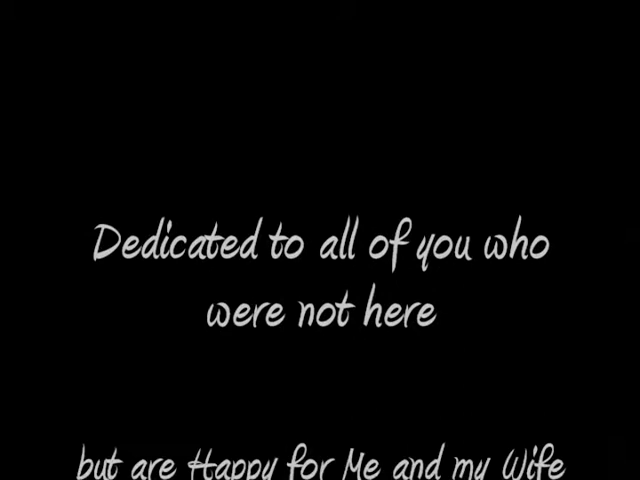 Dedicated to all of you who
were not here
but are Happy for Me and my Wife